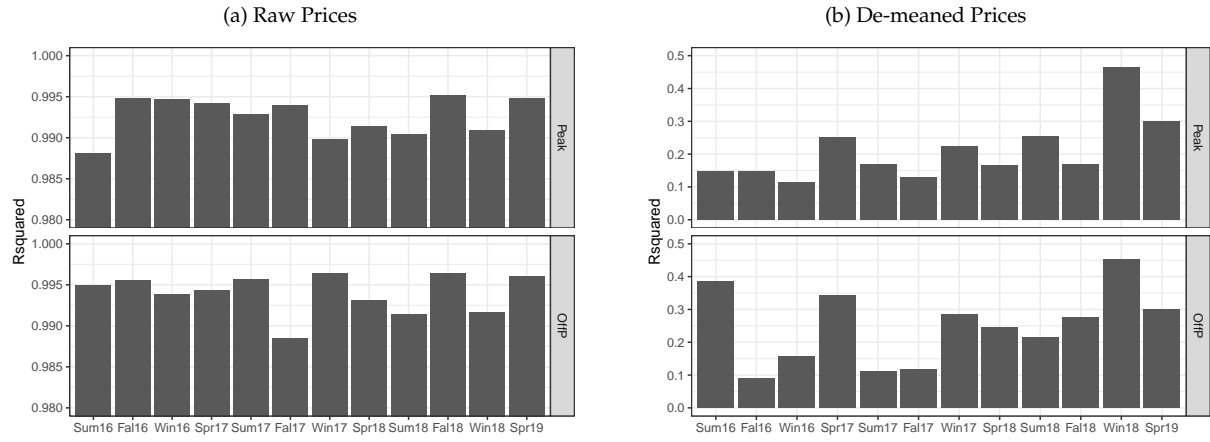 (a) Raw Prices
1.000
0.995
0.990
0.985
0.980
Peak
1.000
0.995
0.990
0.985
0.980
OffP
Rsquared
Sum16 Fal16 Win16 Spr17 Sum17 Fal17 Win17 Spr18 Sum18 Fal18 Win18 Spr19
(b) De-meaned Prices
0.5
0.4
0.3
0.2
0.1
0.0
Peak
0.5
0.4
0.3
0.2
0.1
0.0
OffP
Rsquared
Sum16 Fal16 Win16 Spr17 Sum17 Fal17 Win17 Spr18 Sum18 Fal18 Win18 Spr19